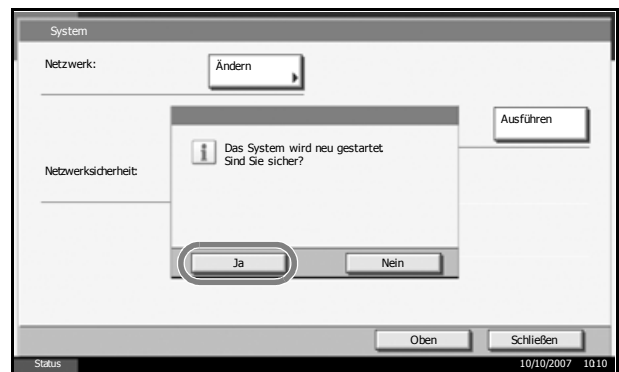 System
Netzwerk:
Ändern
Ausführen
Das System wird neu gestartet.
Sind Sie sicher?
Netzwerksicherheit:
Ja
Nein
Oben
Schließen
Status
10/10/2007 10:10